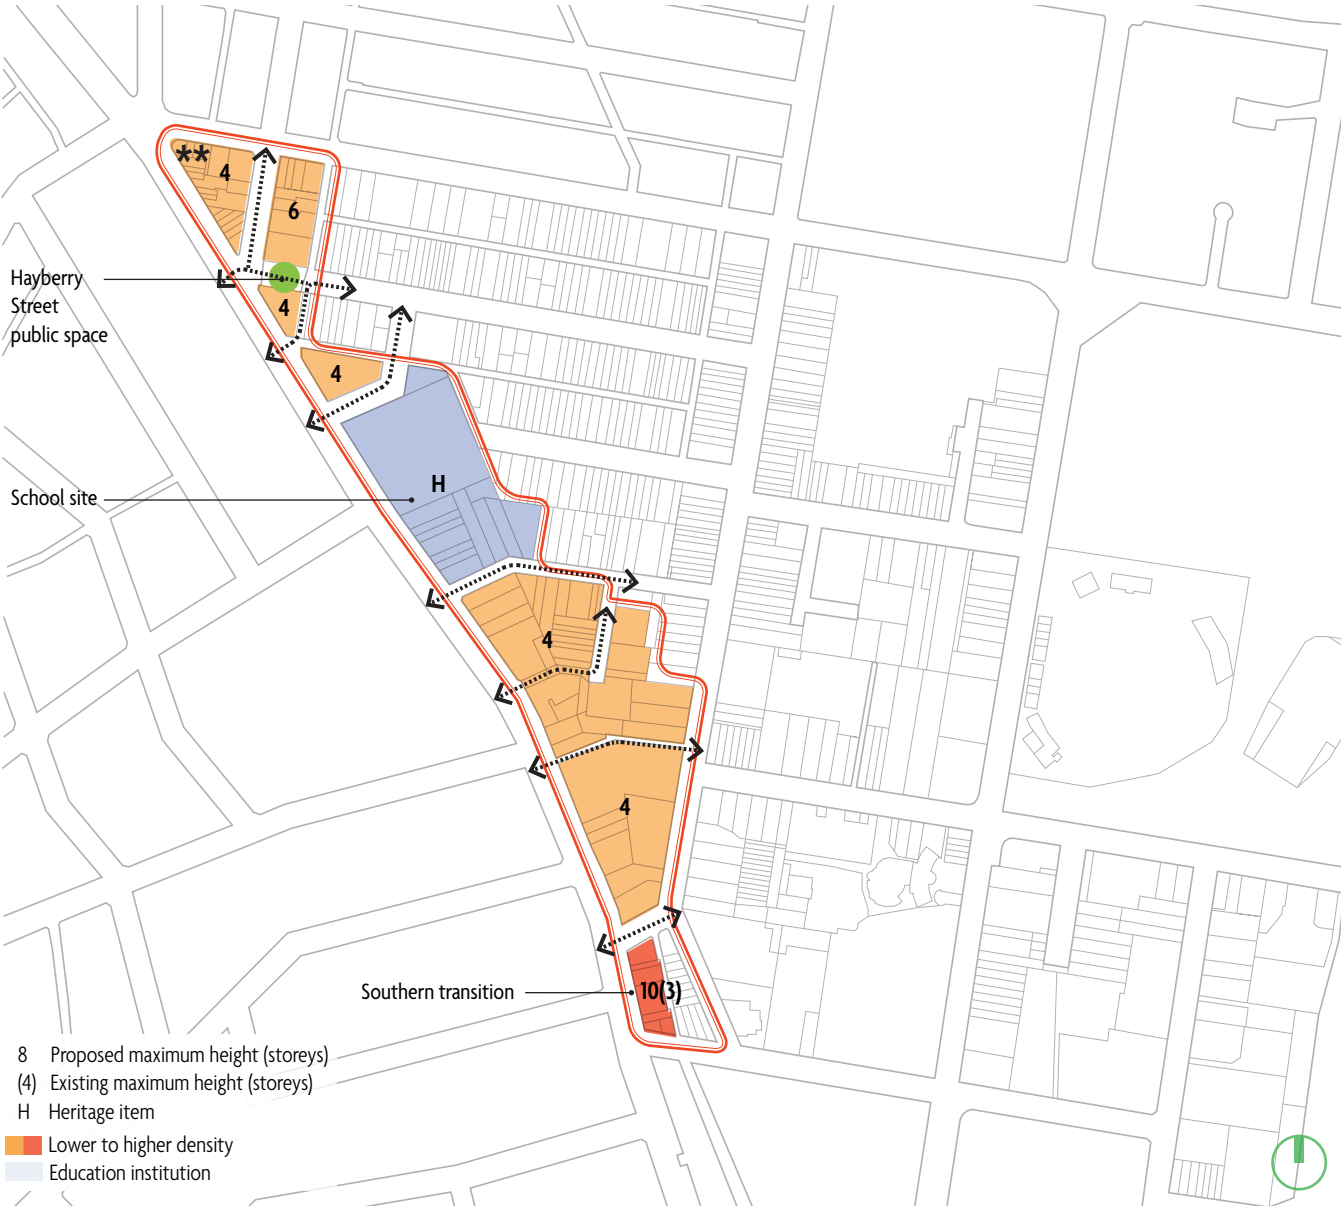 **
4
6
Hayberry
Street
public space
4
4
School site
H
4
4
Southern transition
10(3)
8 Proposed maximum height (storeys)
(4) Existing maximum height (storeys)
H Heritage item
Lower to higher density
Education institution